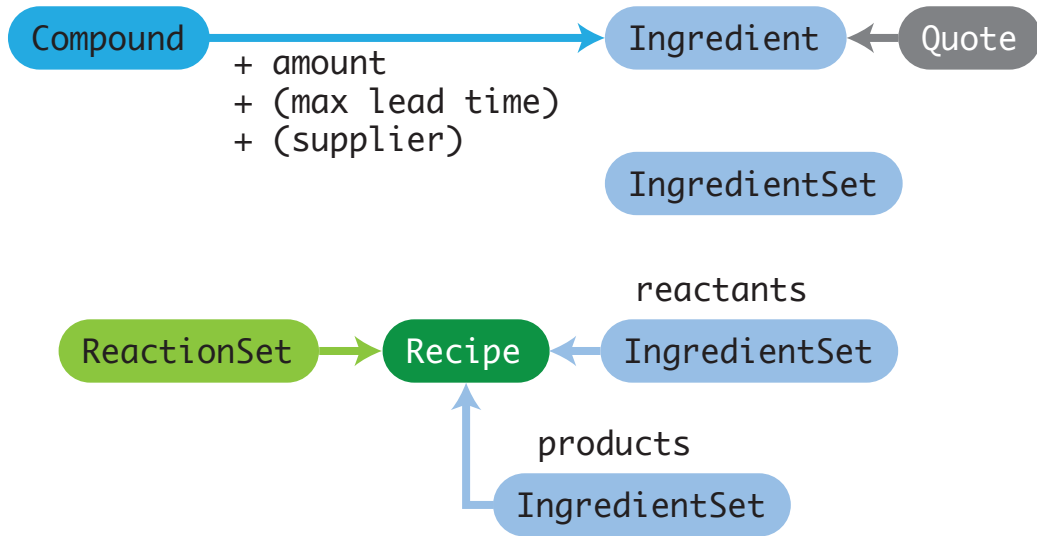 Compound
Ingredient
Quote
+ amount
+ (max lead time)
+ (supplier)
IngredientSet
reactants
ReactionSet
Recipe
IngredientSet
products
IngredientSet